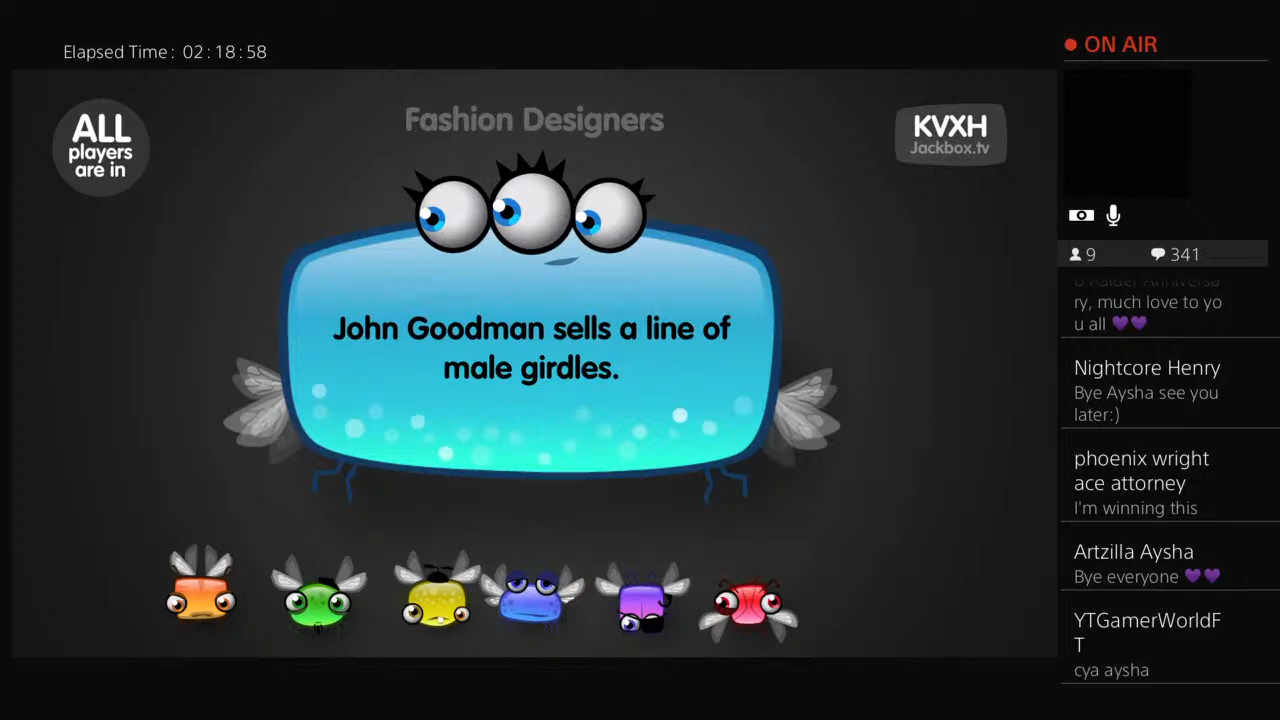 Elapsed Time: 02:18:58
ON AIR
ALL
players
are in
Fashion Designers
KVXH
Jackbox.tv
John Goodman sells a line of
male girdles.
9 341
ry, much love to yo
u all 💜💜
Nightcore Henry
Bye Aysha see you
later:)
phoenix wright
ace attorney
I'm winning this
Artzilla Aysha
Bye everyone 💜💜
YTGamerWorldF
T
cya aysha